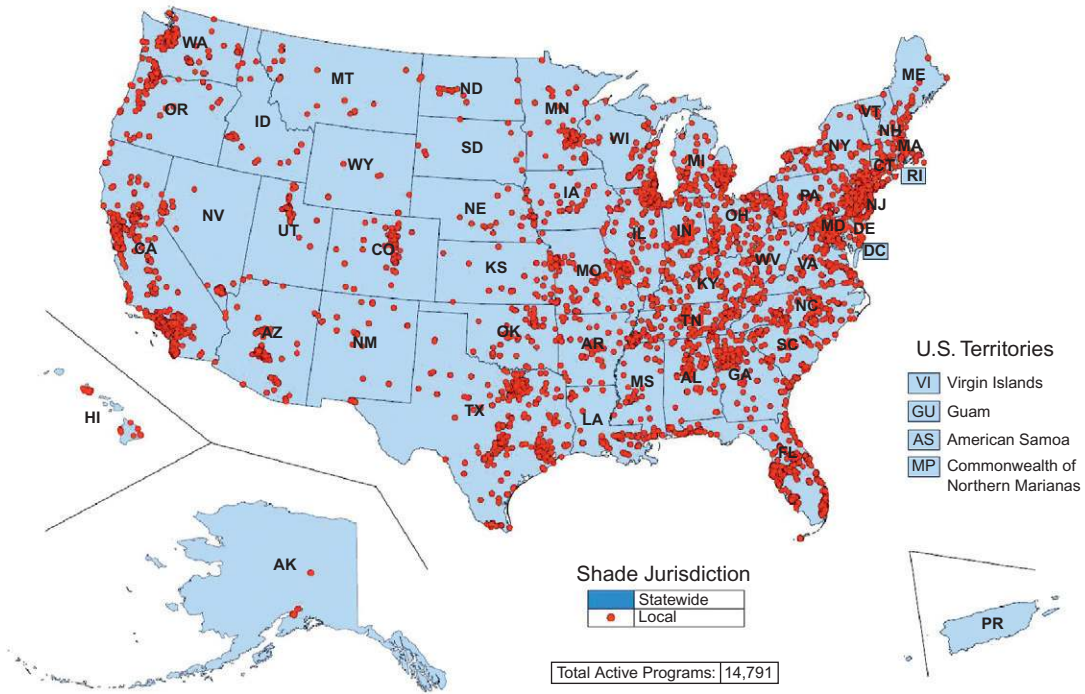 WA
MT
ND
MN
ME
VT
NH
OR
ID
SD
WI
MI
NY
MA
CT
RI
WY
IA
PA
NJ
NE
OH
NV
UT
CO
IL
IN
MD
DE
DC
CA
KS
MO
WV
VA
KY
NC
TN
AZ
NM
OK
AR
SC
MS
AL
GA
TX
LA
FL
HI
AK
PR
U.S. Territories
VI Virgin Islands
GU Guam
AS American Samoa
MP Commonwealth of
Northern Marianas
Shade Jurisdiction
Statewide
Local
Total Active Programs: 14,791